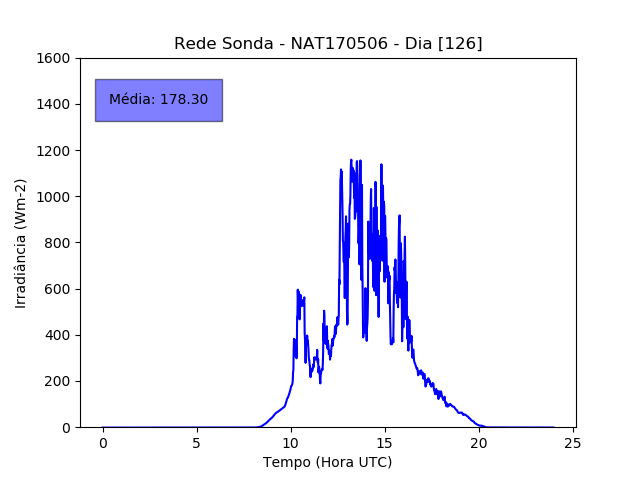 Rede Sonda - NAT170506 - Dia [126]
1600
1400
1200
1000
800
600
400
200
0
Média: 178.30
Irradiância (Wm-2)
0 5 10 15 20 25
Tempo (Hora UTC)